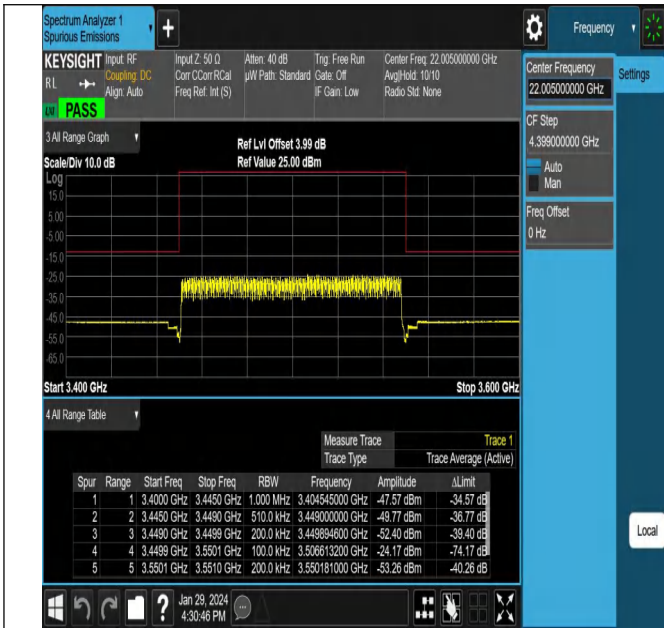 Spectrum Analyzer 1
Spurious Emissions
Frequency
KEYSIGHT Input: RF Input Z: 50 Ω Atten: 40 dB Trig: Free Run Center Freq: 22.005000000 GHz
RL Coupling: DC Corr CCorr RCal µW Path: Standard Gate: Off Avg|Hold: 10/10
Align: Auto Freq Ref: Int (S) IF Gain: Low Radio Std: None
PASS
Center Frequency
22.005000000 GHz
Settings
CF Step
4.399000000 GHz
Auto
Man
Freq Offset
0 Hz
3 All Range Graph
Ref Lvl Offset 3.99 dB
Scale/Div 10.0 dB Ref Value 25.00 dBm
Log
15.0
5.00
-5.00
-15.0
-25.0
-35.0
-45.0
-55.0
-65.0
Start 3.400 GHz Stop 3.600 GHz
4 All Range Table
Measure Trace Trace 1
Trace Type Trace Average (Active)
Spur Range Start Freq Stop Freq RBW Frequency Amplitude ΔLimit
1 1 3.4000 GHz 3.4450 GHz 1.000 MHz 3.404545000 GHz -47.57 dBm -34.57 dB
2 2 3.4450 GHz 3.4490 GHz 510.0 kHz 3.449000000 GHz -49.77 dBm -36.77 dB
3 3 3.4490 GHz 3.4499 GHz 200.0 kHz 3.449894600 GHz -52.40 dBm -39.40 dB
4 4 3.4499 GHz 3.5501 GHz 100.0 kHz 3.506613200 GHz -24.17 dBm -74.17 dB
5 5 3.5501 GHz 3.5510 GHz 200.0 kHz 3.550181000 GHz -53.26 dBm -40.26 dB
Local
Jan 29, 2024
4:30:46 PM